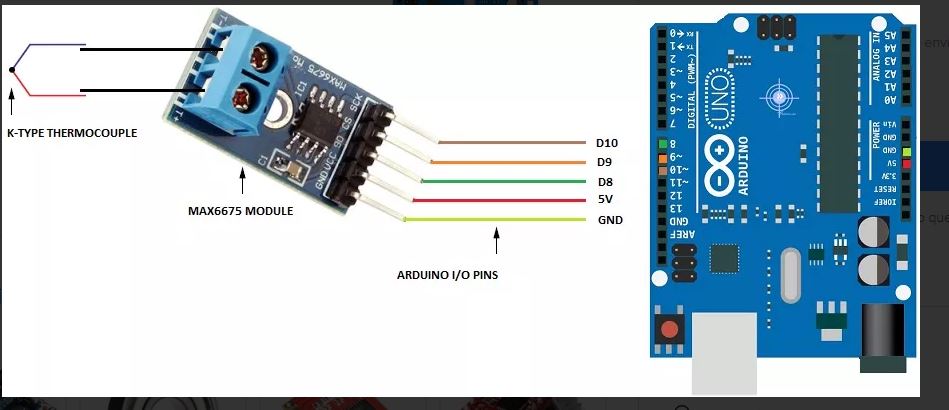 K-TYPE THERMOCOUPLE
MAX6675 MODULE
-T
+T
MAX6675
IC1
C1
SCK
CS
SO
VCC
GND
D10
D9
D8
5V
GND
ARDUINO I/O PINS
0 RX
1 TX
2
~3
4
~5
~6
7
8
~9
~10
~11
12
13
GND
AREF
DIGITAL (PWM~)
UNO
ARDUINO
ANALOG IN
A5
A4
A3
A2
A1
A0
POWER
Vin
GND
GND
5V
3.3V
RESET
IOREF